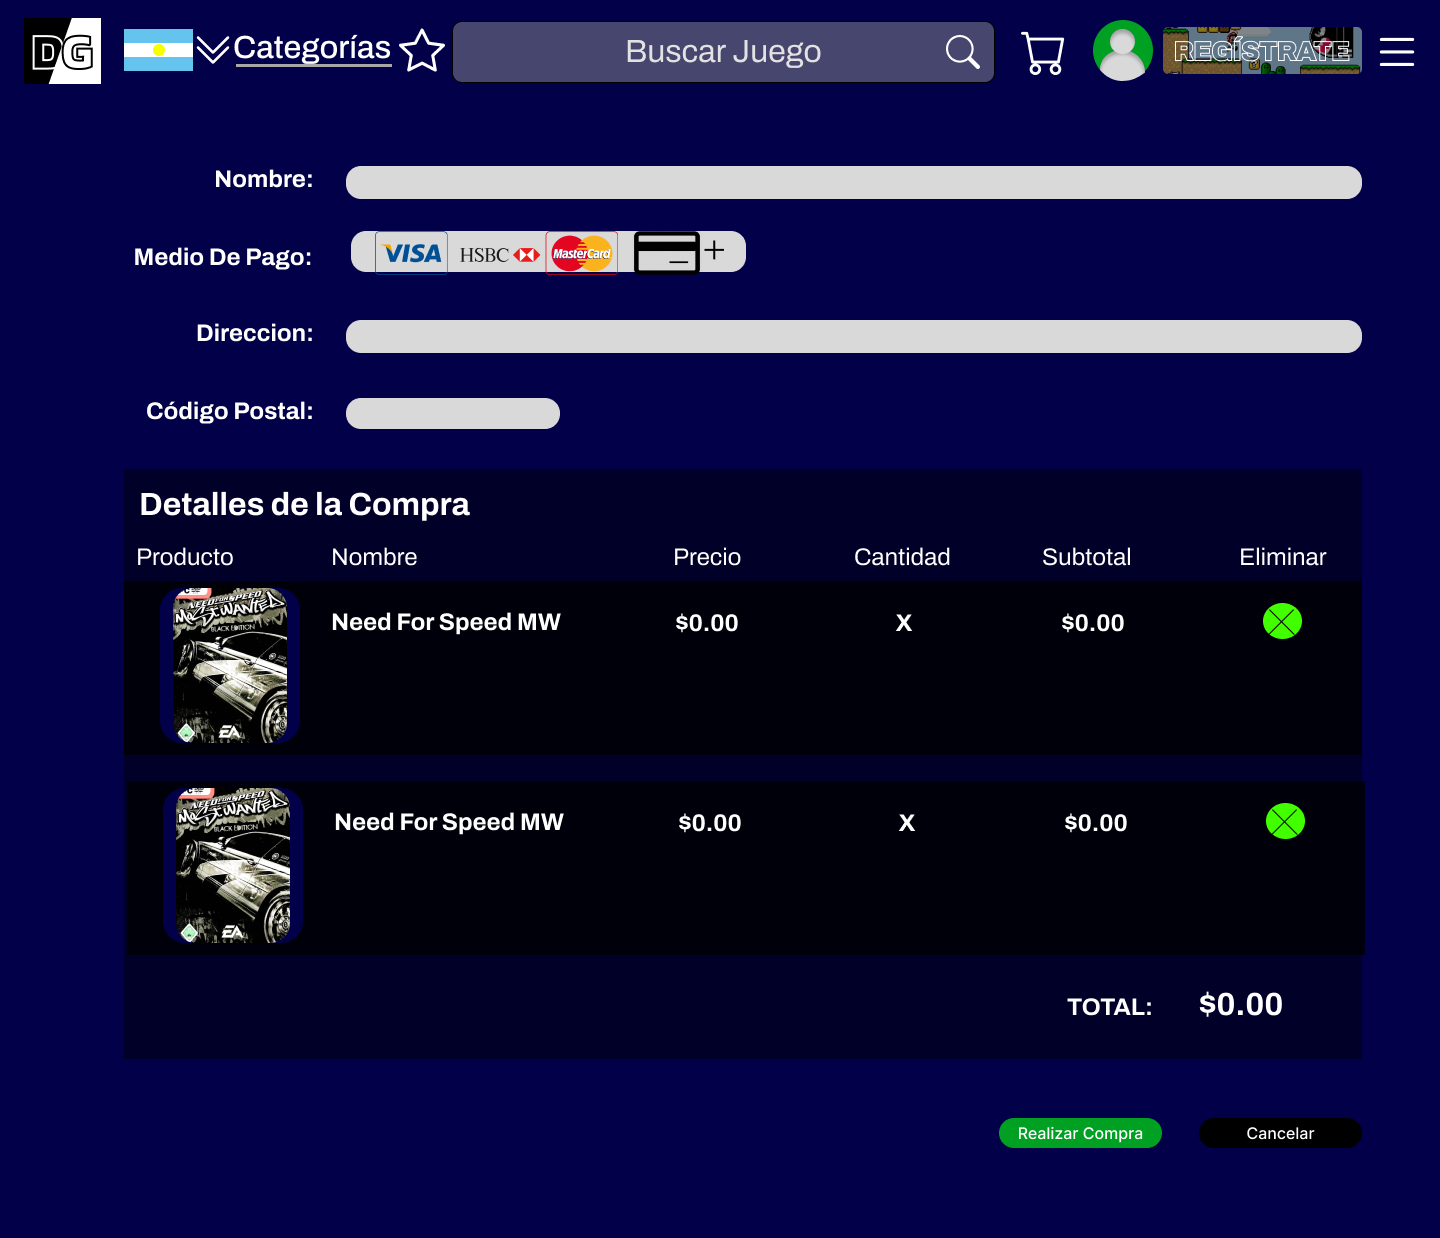 DG
Categorías
Buscar Juego
REGÍSTRATE
Nombre:
Medio De Pago:
VISA
HSBC
MasterCard
Direccion:
Código Postal:
Detalles de la Compra
Producto Nombre Precio Cantidad Subtotal Eliminar
NEED FOR SPEED
MOST WANTED
BLACK EDITION
EA
Need For Speed MW $0.00 X $0.00
NEED FOR SPEED
MOST WANTED
BLACK EDITION
EA
Need For Speed MW $0.00 X $0.00
TOTAL: $0.00
Realizar Compra Cancelar